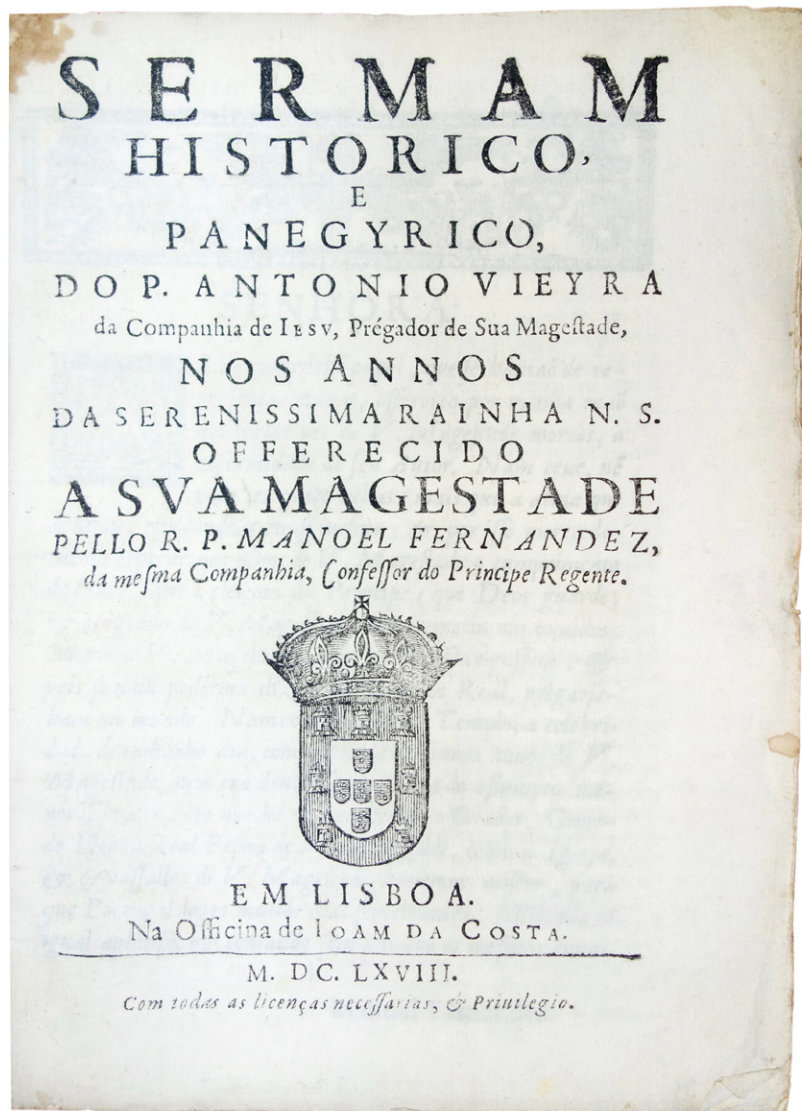 SERMAM
HISTORICO,
E
PANEGYRICO,
DO P. ANTONIO VIEYRA
da Companhia de IESV, Prégador de Sua Mageſtade,
NOS ANNOS
DA SERENISSIMA RAINHA N. S.
OFFERECIDO
A SVA MAGESTADE
PELLO R. P. MANOEL FERNANDEZ,
da meſma Companhia, Confeſſor do Principe Regente.
EM LISBOA.
Na Officina de IOAM DA COSTA.
M. DC. LXVIII.
Com todas as licenças neceſſarias, & Priuilegio.